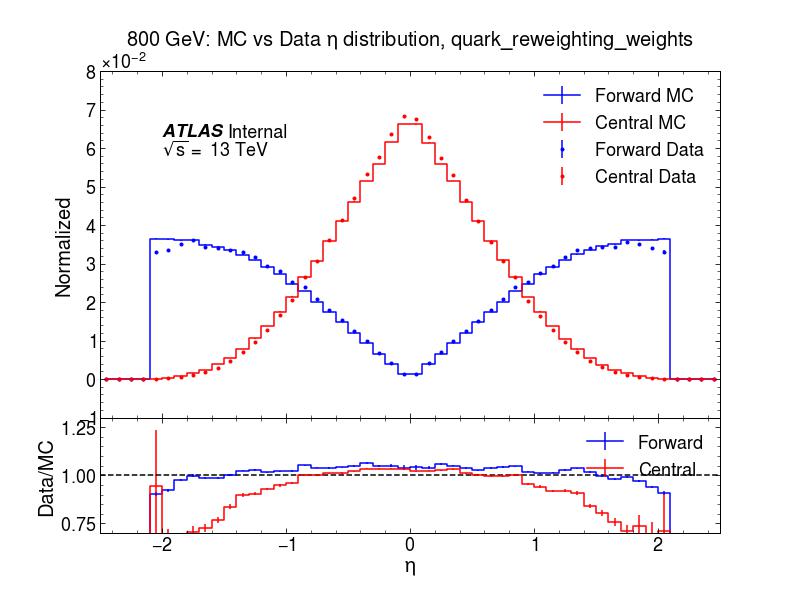 800 GeV: MC vs Data η distribution, quark_reweighting_weights
×10⁻²
8
7
6
5
4
3
2
1
0
−1
Normalized
ATLAS Internal
√s = 13 TeV
Forward MC
Central MC
Forward Data
Central Data
1.25
1.00
0.75
Data/MC
Forward
Central
−2 −1 0 1 2
η